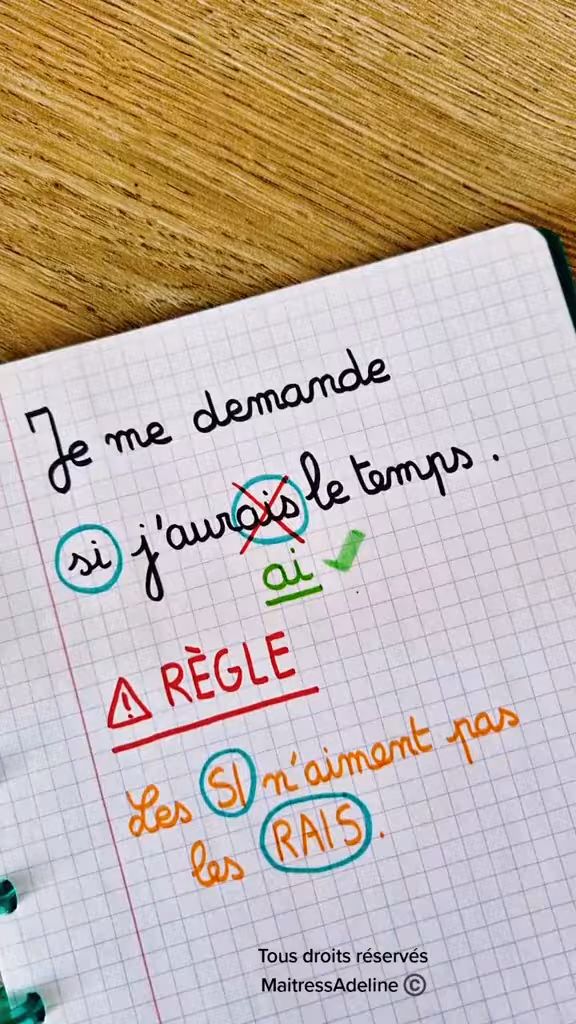 Je me demande
si j'aurais le temps.
ai
⚠ RÈGLE
Les SI n'aiment pas
les RAIS.
Tous droits réservés
MaitressAdeline ©